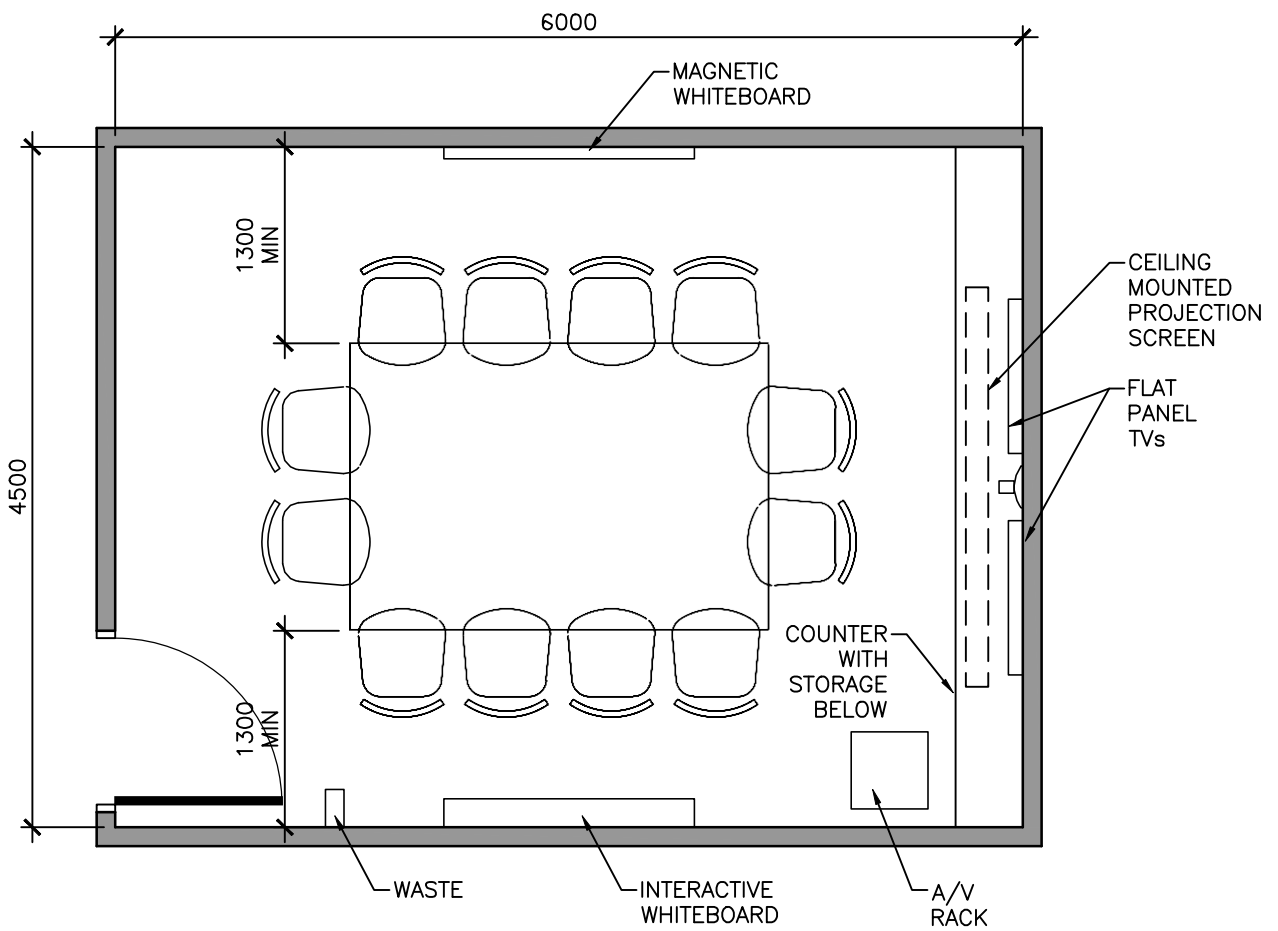 6000
MAGNETIC
WHITEBOARD
1300
MIN
CEILING
MOUNTED
PROJECTION
SCREEN
FLAT
PANEL
TVs
4500
COUNTER
WITH
STORAGE
BELOW
1300
MIN
WASTE
INTERACTIVE
WHITEBOARD
A/V
RACK